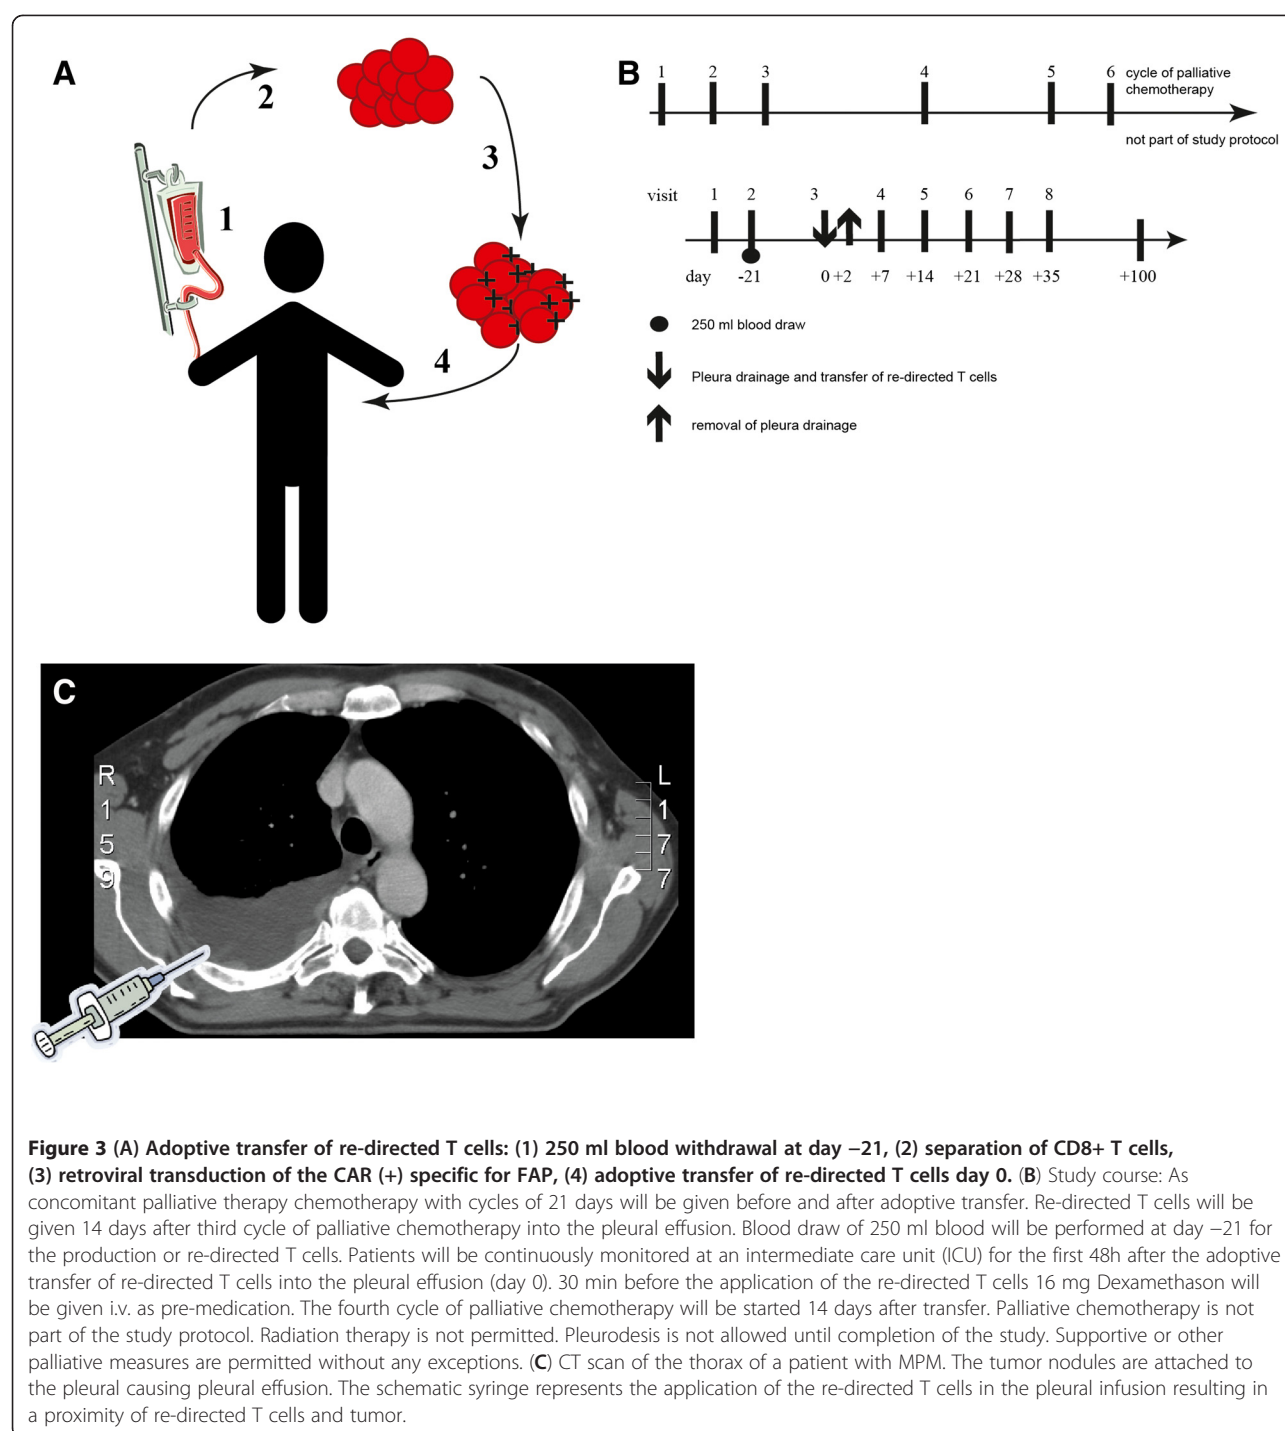 A
1
2
3
4
B
1 2 3 4 5 6 cycle of palliative
chemotherapy
not part of study protocol
visit 1 2 3 4 5 6 7 8
day -21 0 +2 +7 +14 +21 +28 +35 +100
250 ml blood draw
Pleura drainage and transfer of re-directed T cells
removal of pleura drainage
C
R
1
5
9
L
1
7
7
Figure 3 (A) Adoptive transfer of re-directed T cells: (1) 250 ml blood withdrawal at day −21, (2) separation of CD8+ T cells,
(3) retroviral transduction of the CAR (+) specific for FAP, (4) adoptive transfer of re-directed T cells day 0. (B) Study course: As
concomitant palliative therapy chemotherapy with cycles of 21 days will be given before and after adoptive transfer. Re-directed T cells will be
given 14 days after third cycle of palliative chemotherapy into the pleural effusion. Blood draw of 250 ml blood will be performed at day −21 for
the production or re-directed T cells. Patients will be continuously monitored at an intermediate care unit (ICU) for the first 48h after the adoptive
transfer of re-directed T cells into the pleural effusion (day 0). 30 min before the application of the re-directed T cells 16 mg Dexamethason will
be given i.v. as pre-medication. The fourth cycle of palliative chemotherapy will be started 14 days after transfer. Palliative chemotherapy is not
part of the study protocol. Radiation therapy is not permitted. Pleurodesis is not allowed until completion of the study. Supportive or other
palliative measures are permitted without any exceptions. (C) CT scan of the thorax of a patient with MPM. The tumor nodules are attached to
the pleural causing pleural effusion. The schematic syringe represents the application of the re-directed T cells in the pleural infusion resulting in
a proximity of re-directed T cells and tumor.